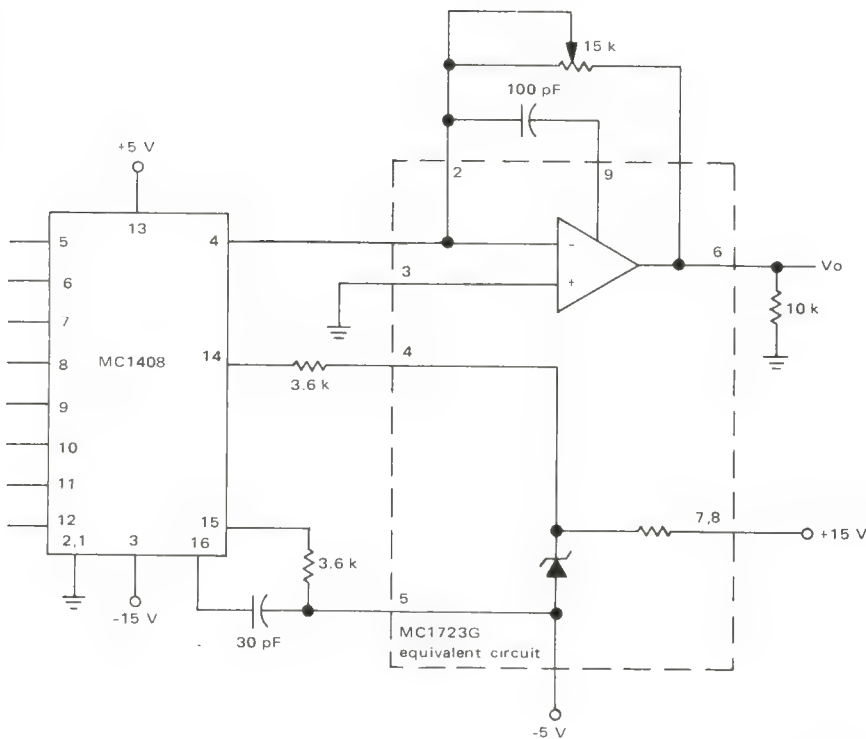 15 k
100 pF
+5 V
2
9
13
5
4
6
Vo
3
6
10 k
7
MC1408
14
4
8
3.6 k
9
10
11
7,8
+15 V
12
15
2,1
3
16
3.6 k
5
-15 V
30 pF
MC1723G
equivalent circuit
-5 V